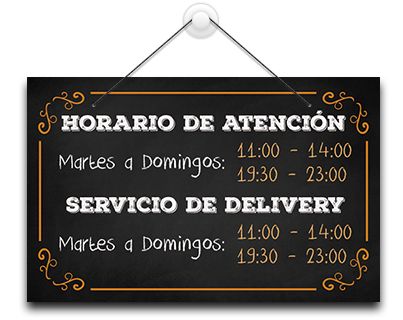 HORARIO DE ATENCIÓN
Martes a Domingos: 11:00 - 14:00
19:30 - 23:00
SERVICIO DE DELIVERY
Martes a Domingos: 11:00 - 14:00
19:30 - 23:00